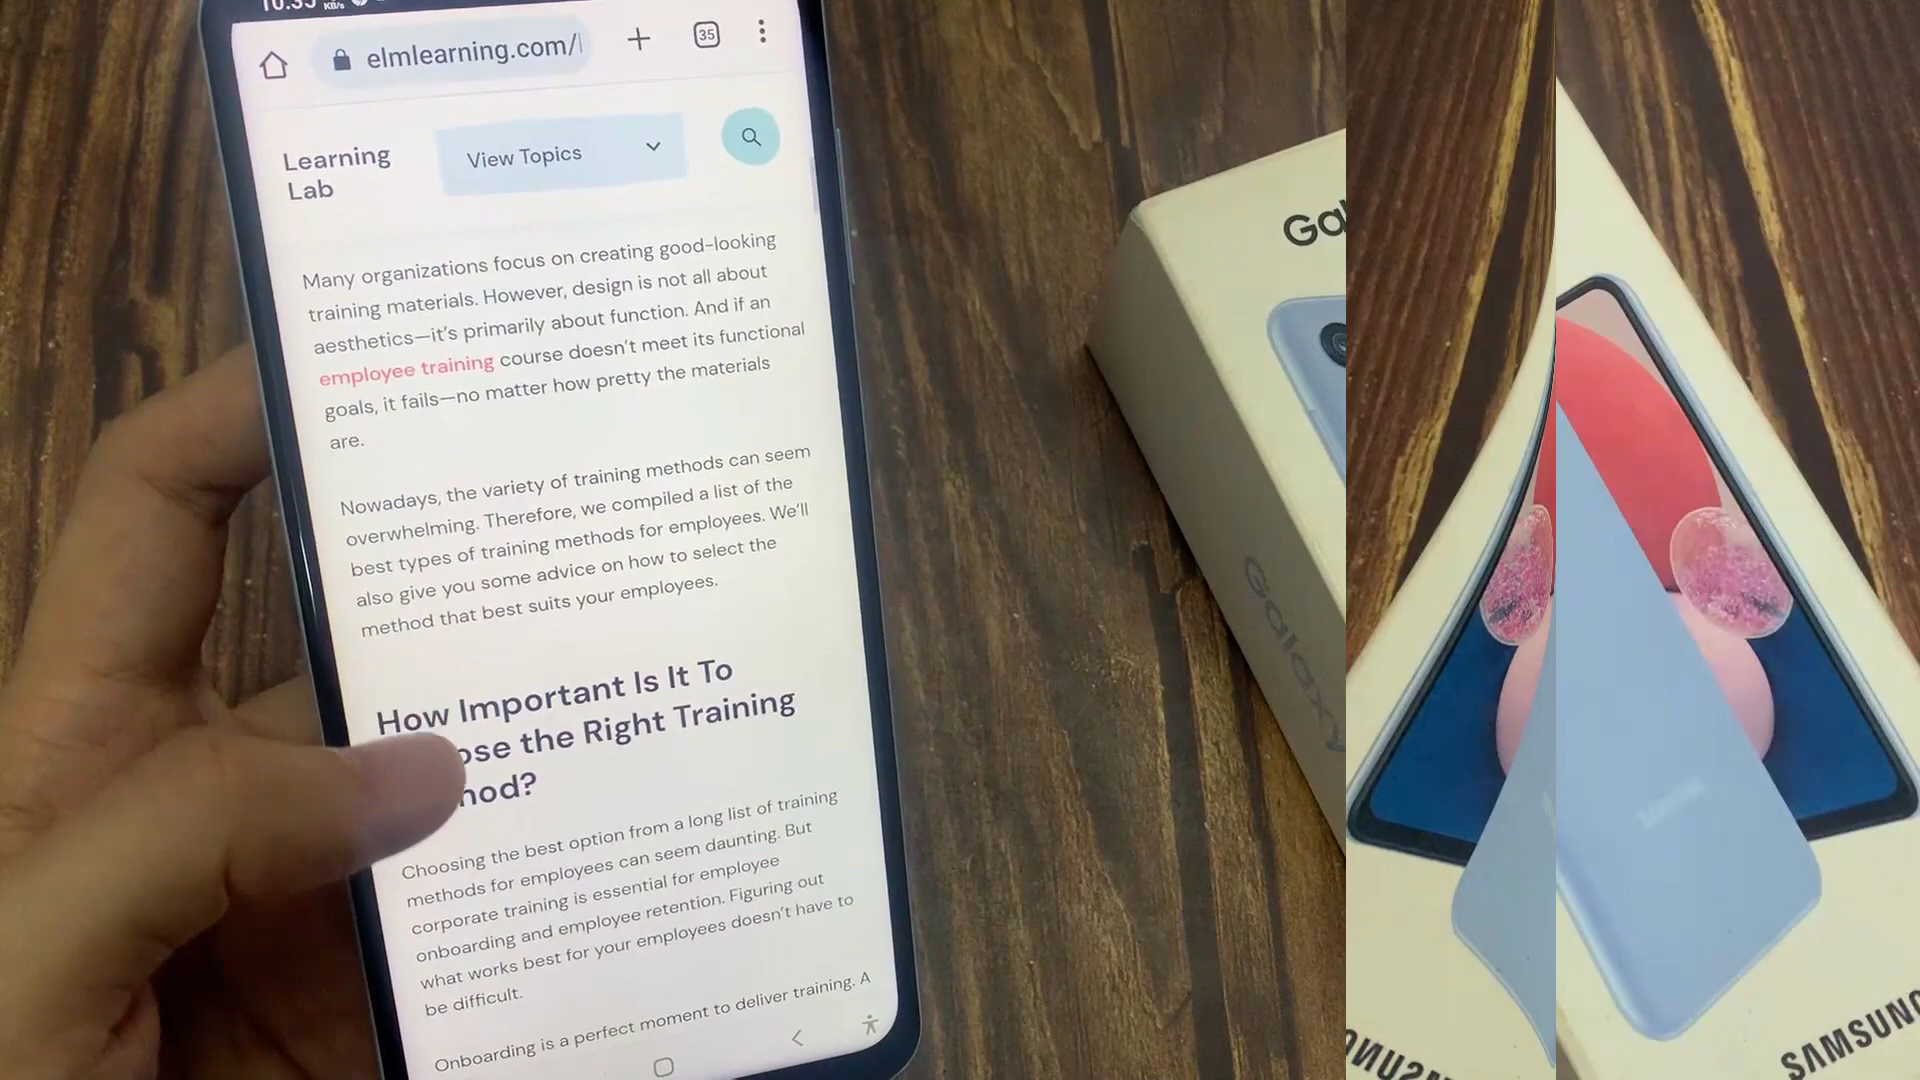 10:35
KB/s
elmlearning.com/
35
Learning
Lab
View Topics
Many organizations focus on creating good-looking
training materials. However, design is not all about
aesthetics—it's primarily about function. And if an
employee training course doesn't meet its functional
goals, it fails—no matter how pretty the materials
are.
Nowadays, the variety of training methods can seem
overwhelming. Therefore, we compiled a list of the
best types of training methods for employees. We'll
also give you some advice on how to select the
method that best suits your employees.
How Important Is It To
ose the Right Training
hod?
Choosing the best option from a long list of training
methods for employees can seem daunting. But
corporate training is essential for employee
onboarding and employee retention. Figuring out
what works best for your employees doesn't have to
be difficult.
Onboarding is a perfect moment to deliver training. A
Gal
Galaxy
SAMSUNG
SAMSUNG